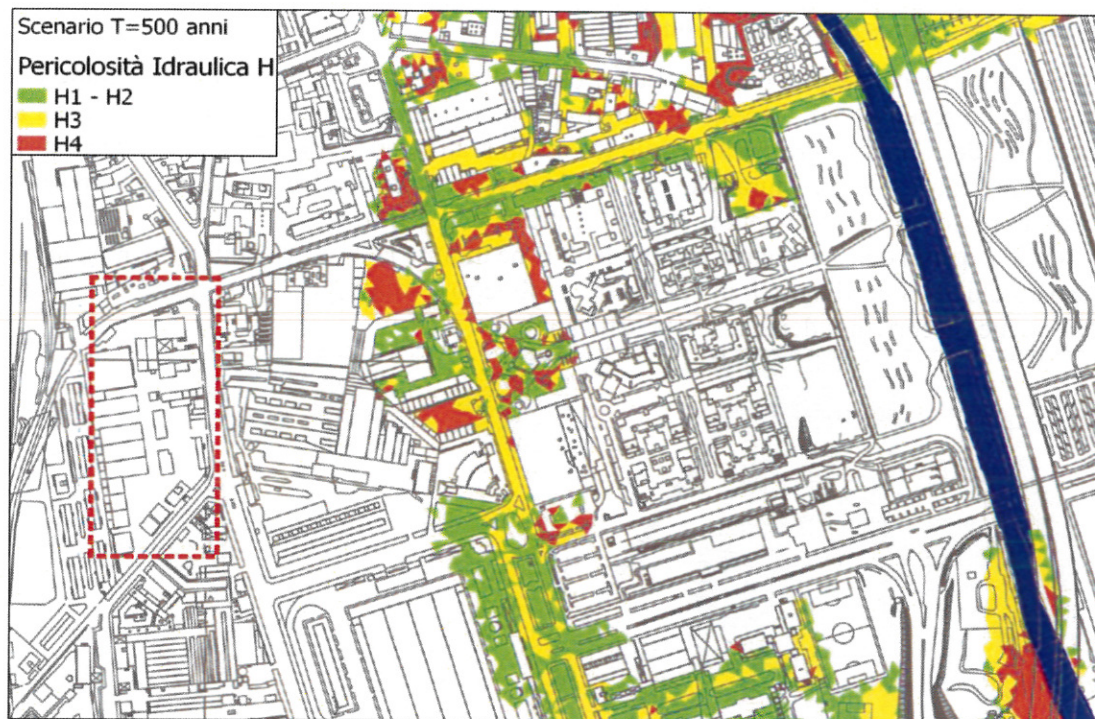 Scenario T=500 anni
Pericolosità Idraulica H
H1 - H2
H3
H4